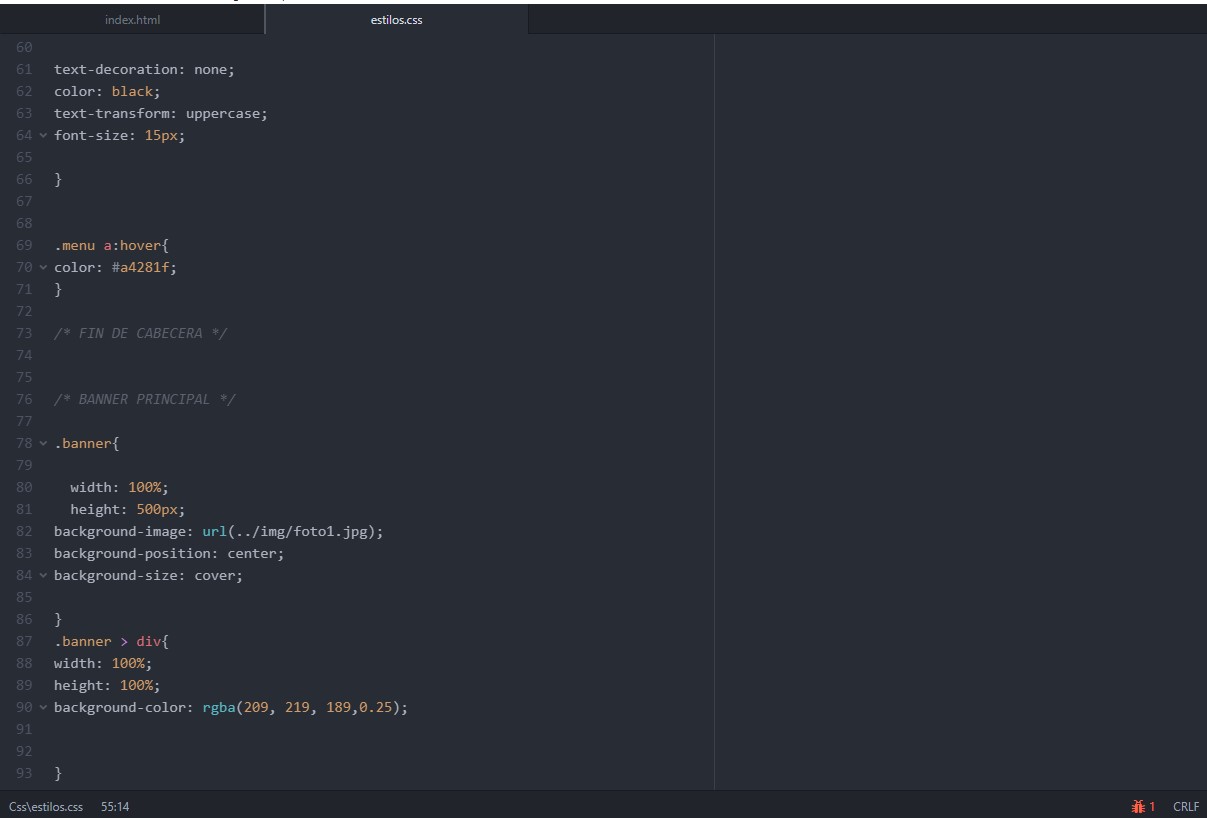 index.html
estilos.css
60
61 text-decoration: none;
62 color: black;
63 text-transform: uppercase;
64 font-size: 15px;
65
66 }
67
68
69 .menu a:hover{
70 color: #a4281f;
71 }
72
73 /* FIN DE CABECERA */
74
75
76 /* BANNER PRINCIPAL */
77
78 .banner{
79
80 width: 100%;
81 height: 500px;
82 background-image: url(../img/foto1.jpg);
83 background-position: center;
84 background-size: cover;
85
86 }
87 .banner > div{
88 width: 100%;
89 height: 100%;
90 background-color: rgba(209, 219, 189,0.25);
91
92
93 }
Css\estilos.css 55:14 1 CRLF